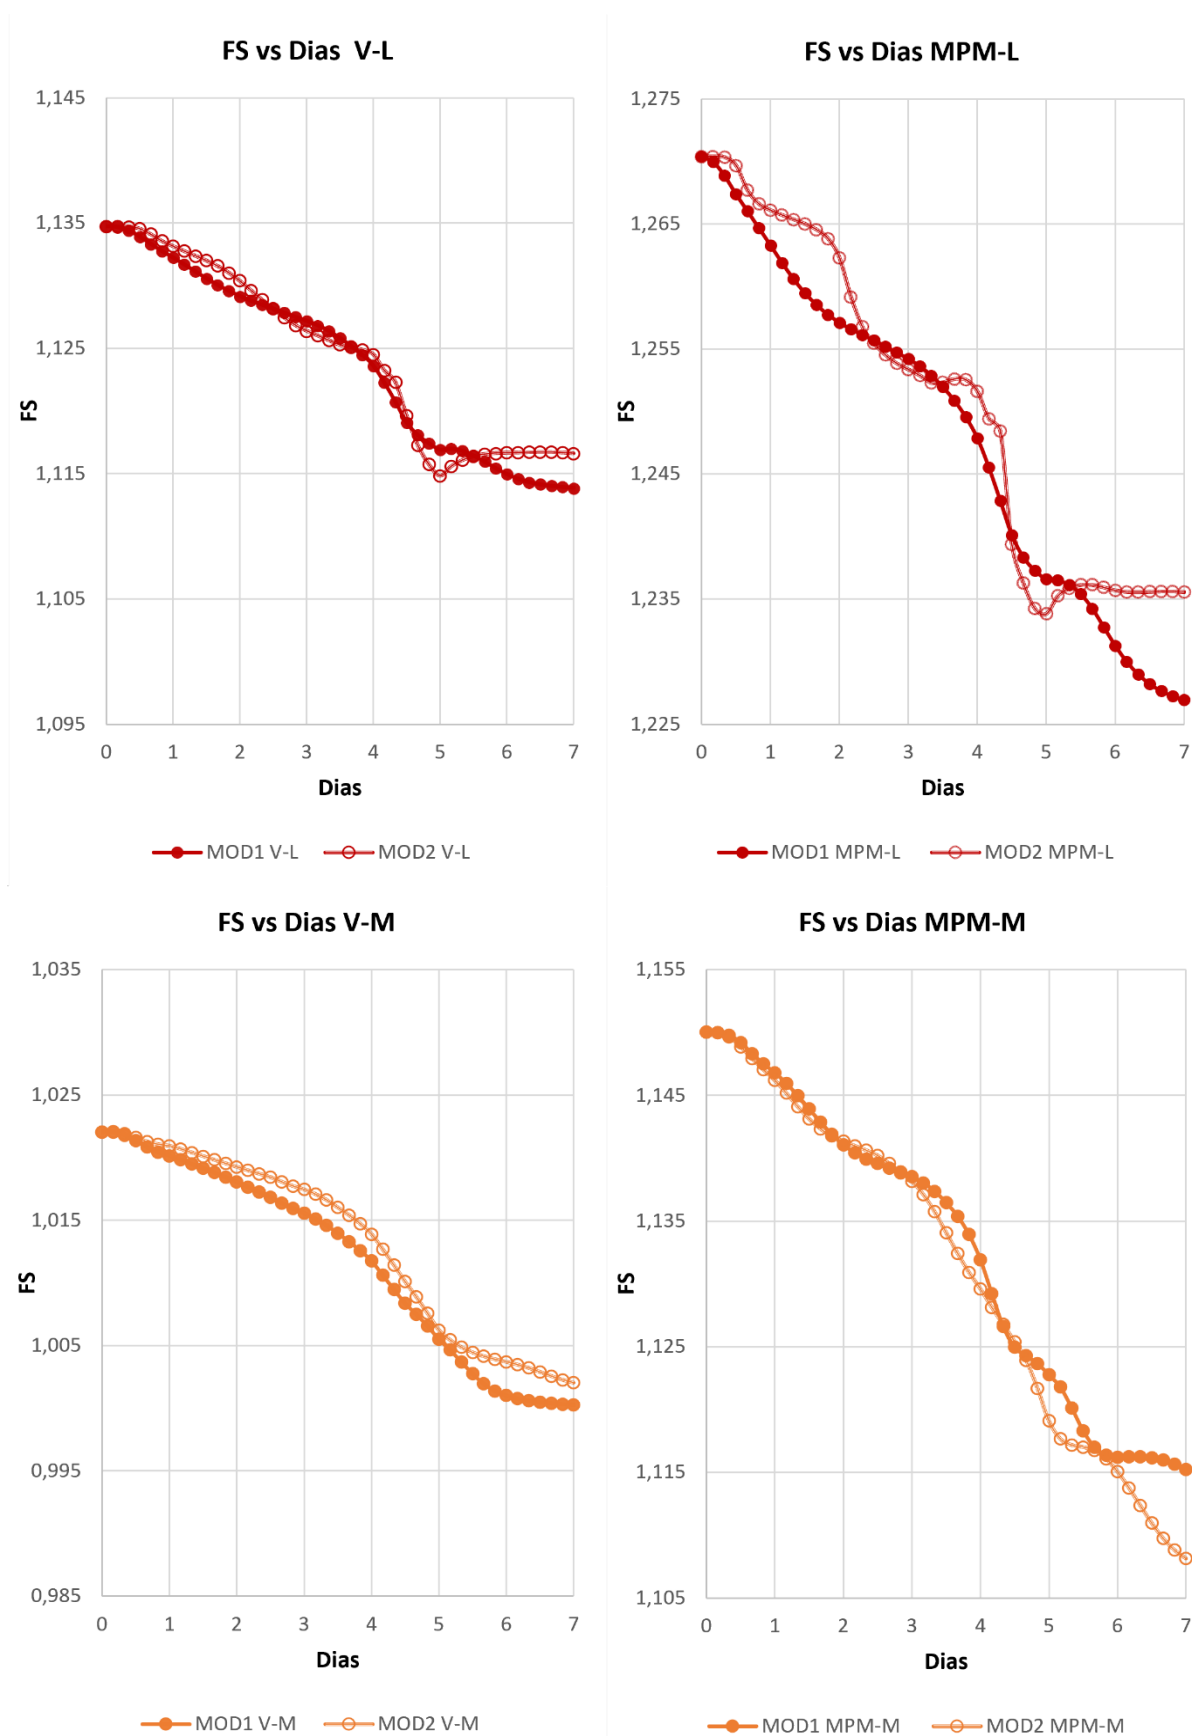 FS vs Dias  V-L
1,145
1,135
1,125
1,115
1,105
1,095
FS
0 1 2 3 4 5 6 7
Dias
MOD1 V-L MOD2 V-L
FS vs Dias MPM-L
1,275
1,265
1,255
1,245
1,235
1,225
FS
0 1 2 3 4 5 6 7
Dias
MOD1 MPM-L MOD2 MPM-L
FS vs Dias V-M
1,035
1,025
1,015
1,005
0,995
0,985
FS
0 1 2 3 4 5 6 7
Dias
MOD1 V-M MOD2 V-M
FS vs Dias MPM-M
1,155
1,145
1,135
1,125
1,115
1,105
FS
0 1 2 3 4 5 6 7
Dias
MOD1 MPM-M MOD2 MPM-M